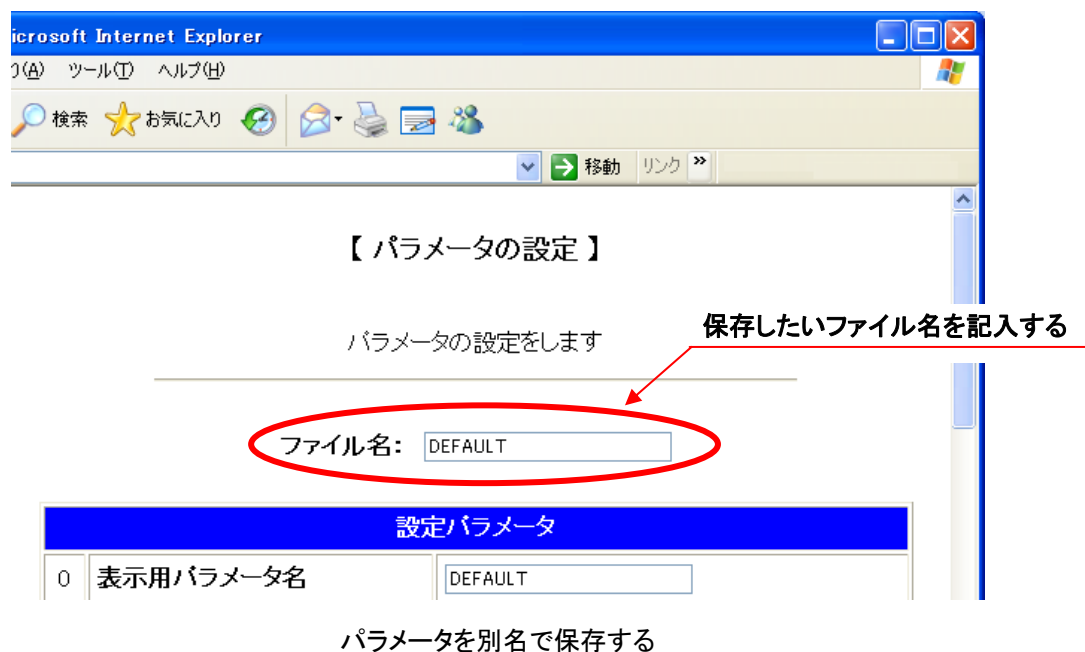 icrosoft Internet Explorer
り(A) ツール(T) ヘルプ(H)
検索 お気に入り
移動 リンク »
【 パラメータの設定 】
パラメータの設定をします
保存したいファイル名を記入する
ファイル名: DEFAULT
設定パラメータ
0 表示用パラメータ名 DEFAULT
パラメータを別名で保存する